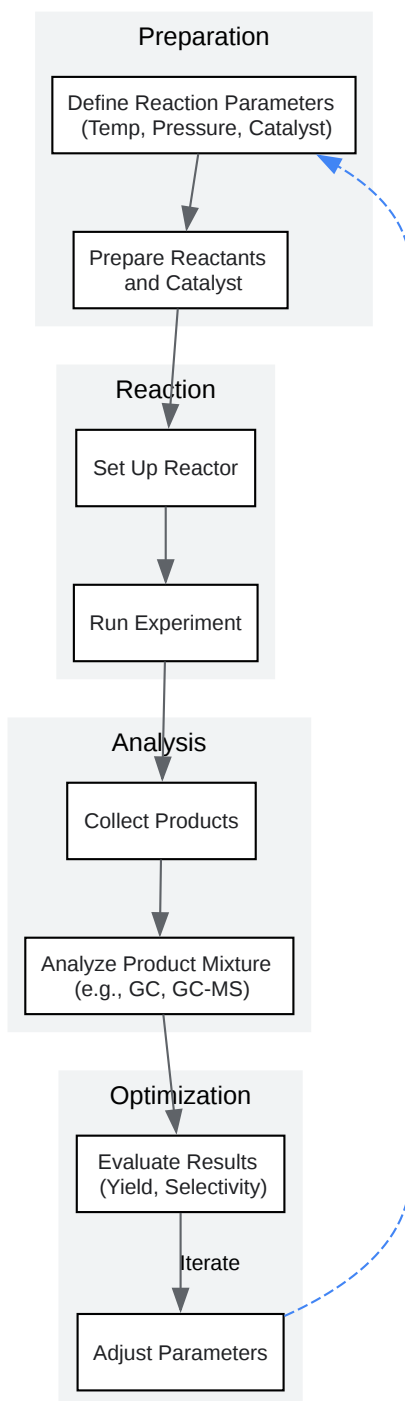 Preparation
Define Reaction Parameters
(Temp, Pressure, Catalyst)
Prepare Reactants
and Catalyst
Reaction
Set Up Reactor
Run Experiment
Analysis
Collect Products
Analyze Product Mixture
(e.g., GC, GC-MS)
Optimization
Evaluate Results
(Yield, Selectivity)
Iterate
Adjust Parameters